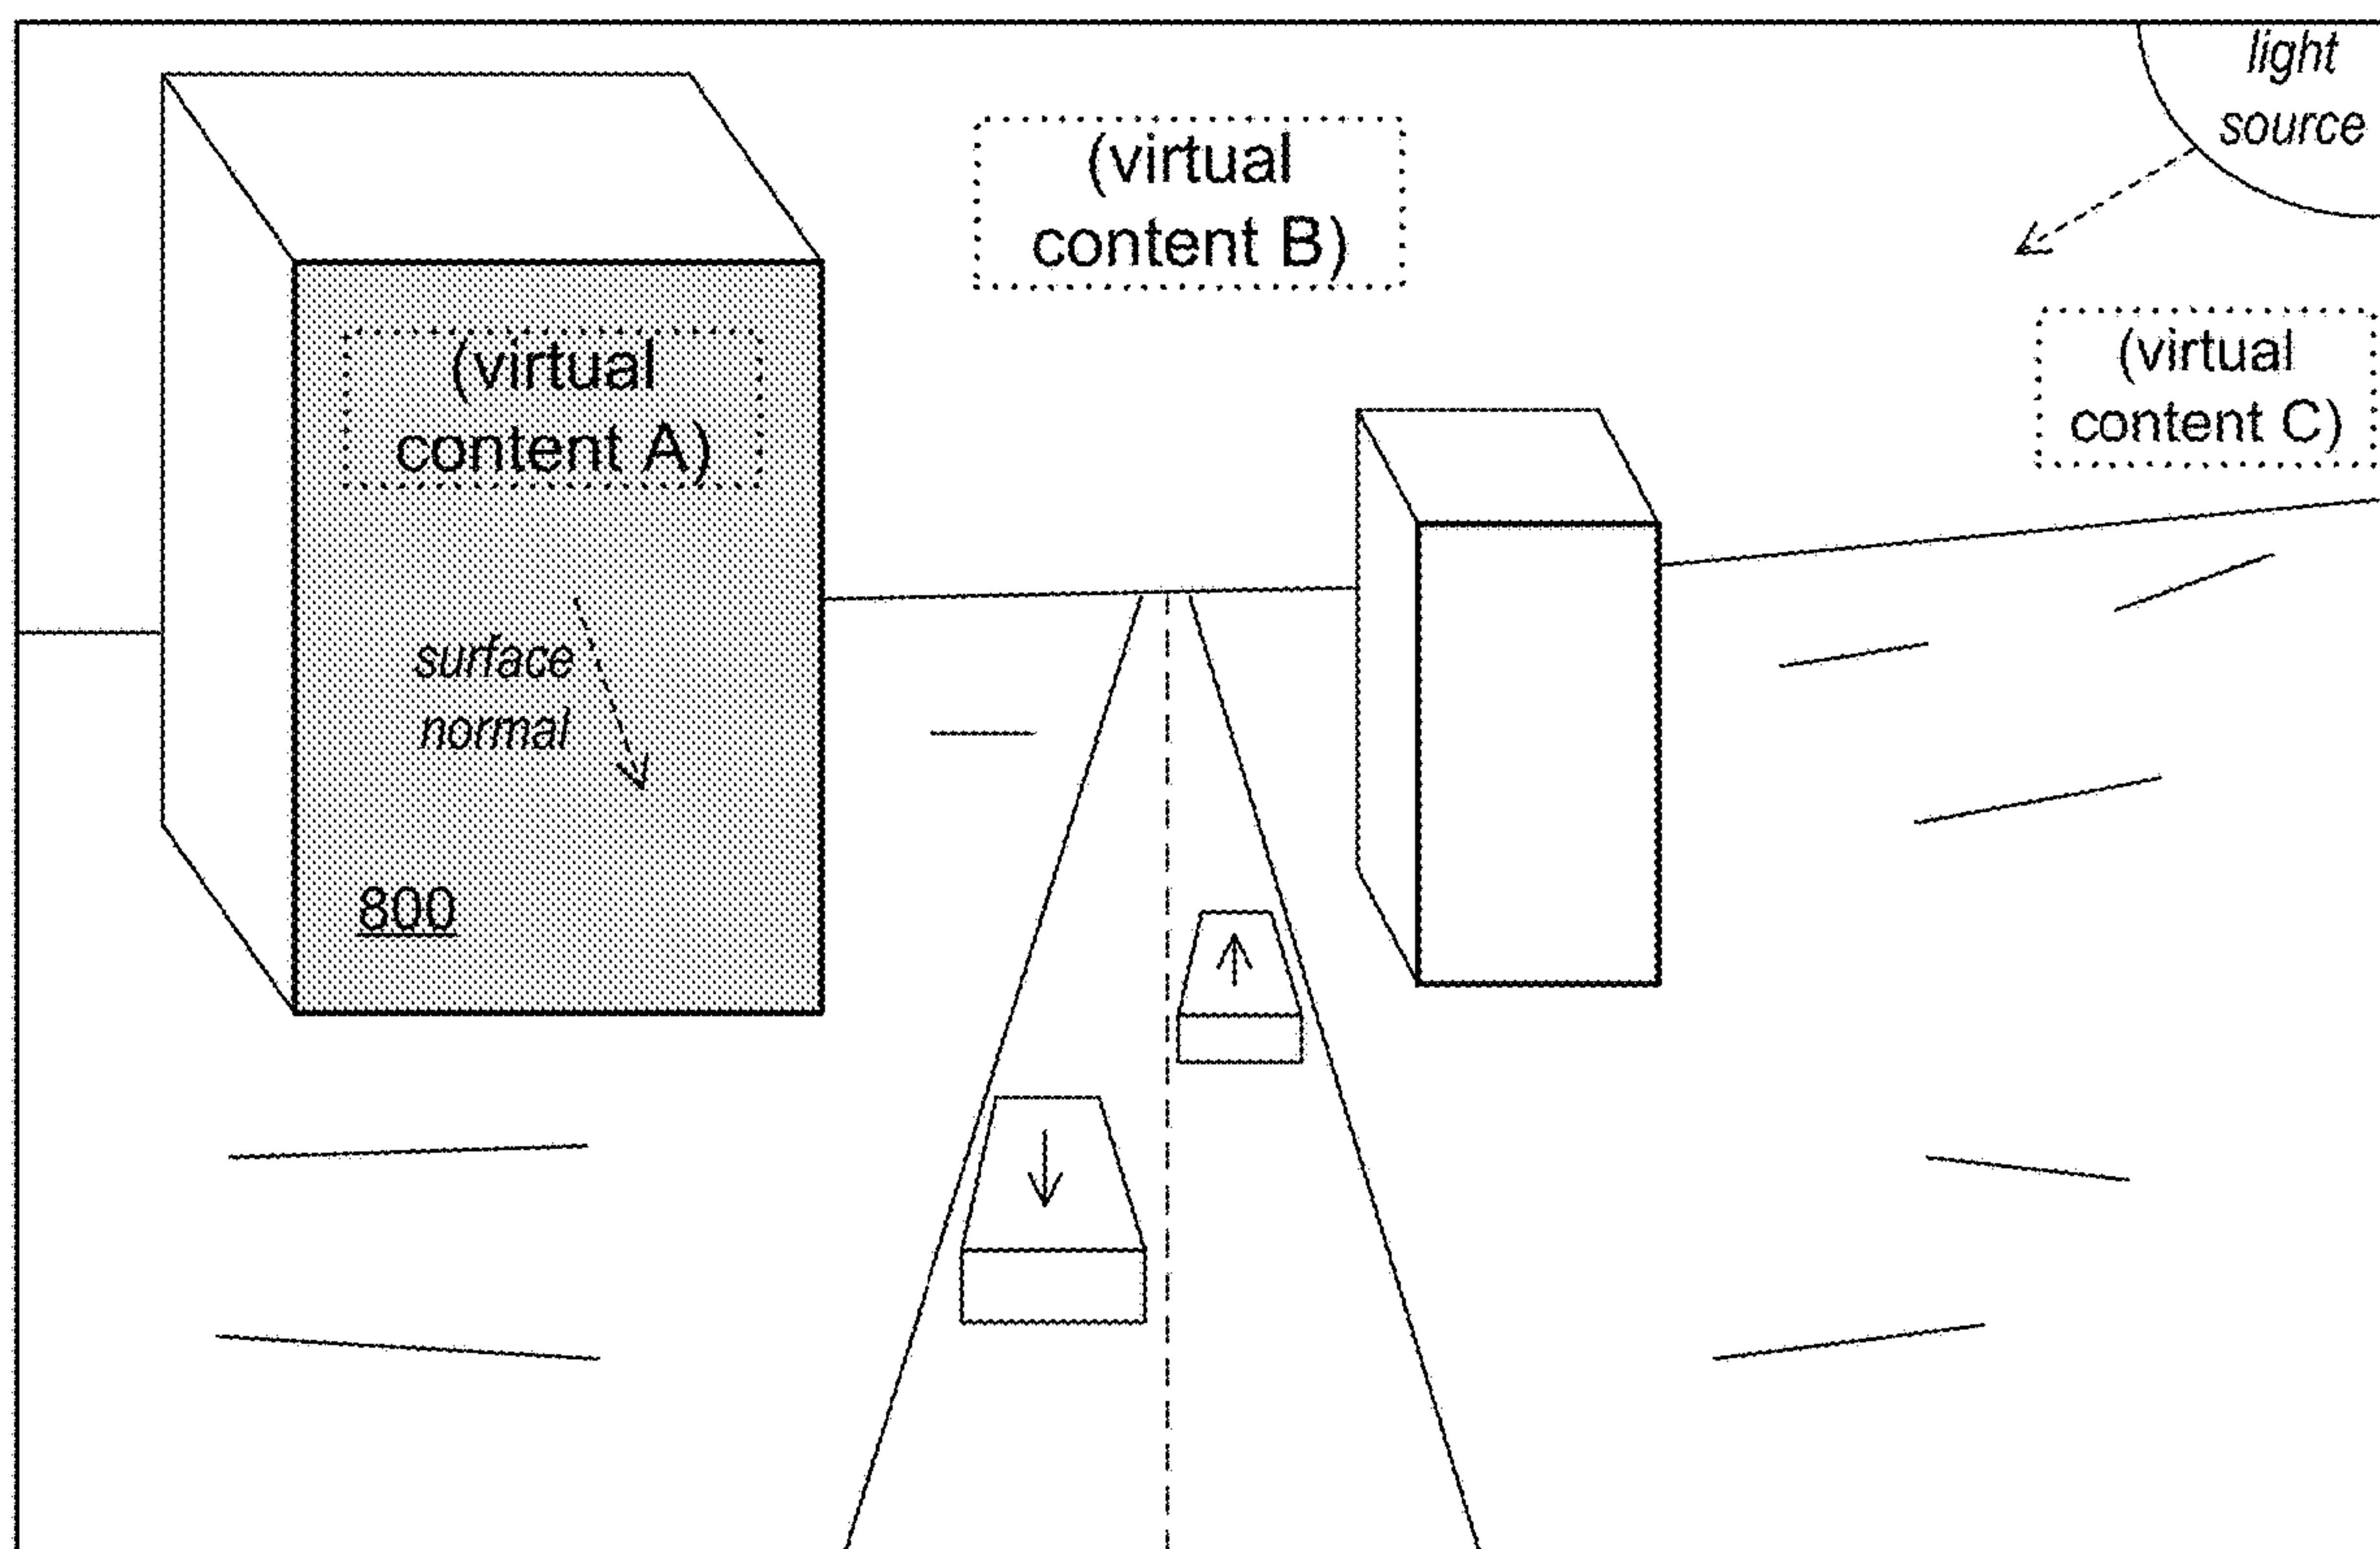 light
source
(virtual
content B)
(virtual
content C)
(virtual
content A)
surface
normal
800